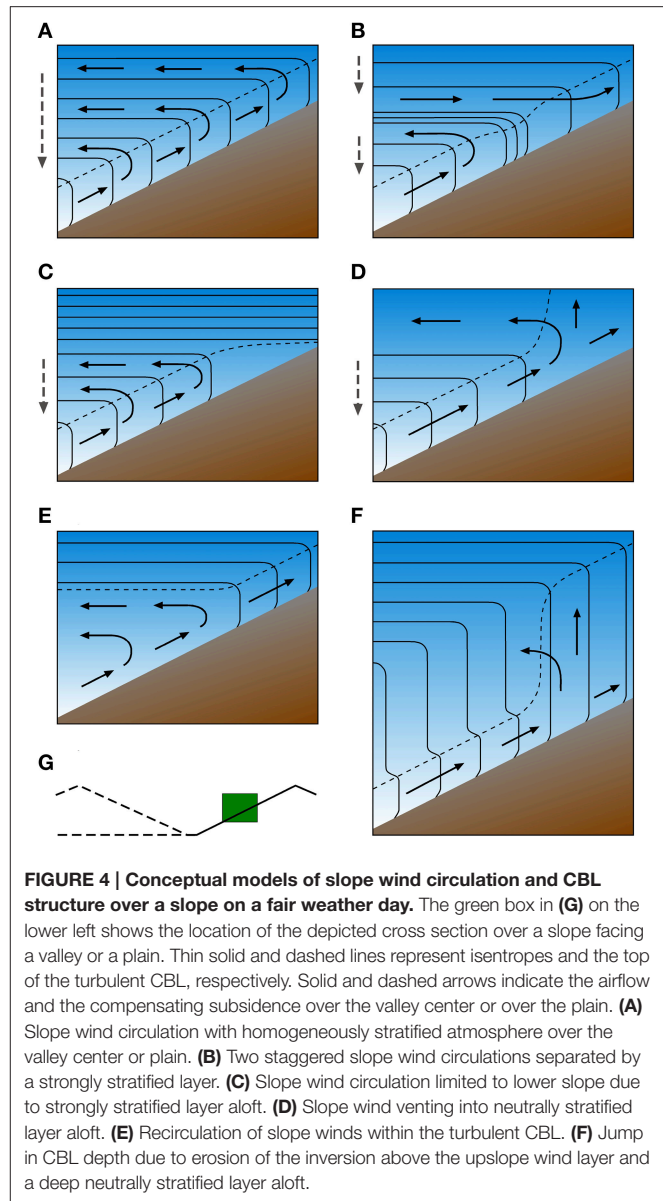 A
B
C
D
E
F
G
FIGURE 4 | Conceptual models of slope wind circulation and CBL
structure over a slope on a fair weather day. The green box in (G) on the
lower left shows the location of the depicted cross section over a slope facing
a valley or a plain. Thin solid and dashed lines represent isentropes and the top
of the turbulent CBL, respectively. Solid and dashed arrows indicate the airflow
and the compensating subsidence over the valley center or over the plain. (A)
Slope wind circulation with homogeneously stratified atmosphere over the
valley center or plain. (B) Two staggered slope wind circulations separated by
a strongly stratified layer. (C) Slope wind circulation limited to lower slope due
to strongly stratified layer aloft. (D) Slope wind venting into neutrally stratified
layer aloft. (E) Recirculation of slope winds within the turbulent CBL. (F) Jump
in CBL depth due to erosion of the inversion above the upslope wind layer and
a deep neutrally stratified layer aloft.